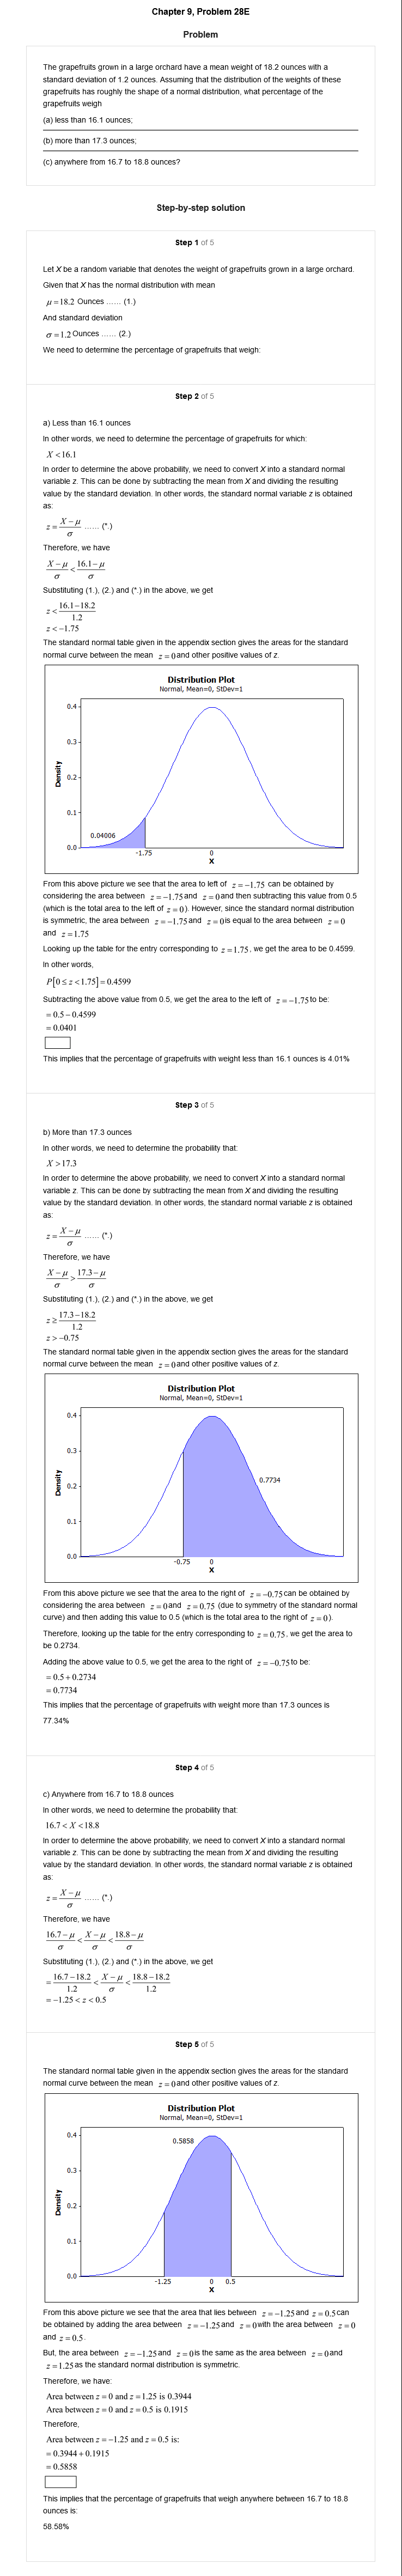 Chapter 9, Problem 28E
Problem
The grapefruits grown in a large orchard have a mean weight of 18.2 ounces with a
standard deviation of 1.2 ounces. Assuming that the distribution of the weights of these
grapefruits has roughly the shape of a normal distribution, what percentage of the
grapefruits weigh
(a) less than 16.1 ounces;
(b) more than 17.3 ounces;
(c) anywhere from 16.7 to 18.8 ounces?
Step-by-step solution
Step 1 of 5
Let X be a random variable that denotes the weight of grapefruits grown in a large orchard.
Given that X has the normal distribution with mean
μ = 18.2 Ounces ...... (1.)
And standard deviation
σ = 1.2 Ounces ...... (2.)
We need to determine the percentage of grapefruits that weigh:
Step 2 of 5
a) Less than 16.1 ounces
In other words, we need to determine the percentage of grapefruits for which:
X < 16.1
In order to determine the above probability, we need to convert X into a standard normal
variable z. This can be done by subtracting the mean from X and dividing the resulting
value by the standard deviation. In other words, the standard normal variable z is obtained
as:
z = (X − μ)/σ ...... (*.)
Therefore, we have
(X − μ)/σ < (16.1 − μ)/σ
Substituting (1.), (2.) and (*.) in the above, we get
z < (16.1−18.2)/1.2
z < −1.75
The standard normal table given in the appendix section gives the areas for the standard
normal curve between the mean z = 0 and other positive values of z.
Distribution Plot
Normal, Mean=0, StDev=1
0.4
0.3
0.2
0.1
0.0
Density
0.04006
-1.75 0
X
From this above picture we see that the area to left of z = −1.75 can be obtained by
considering the area between z = −1.75 and z = 0 and then subtracting this value from 0.5
(which is the total area to the left of z = 0). However, since the standard normal distribution
is symmetric, the area between z = −1.75 and z = 0 is equal to the area between z = 0
and z = 1.75
Looking up the table for the entry corresponding to z = 1.75, we get the area to be 0.4599.
In other words,
P[0 ≤ z < 1.75] = 0.4599
Subtracting the above value from 0.5, we get the area to the left of z = −1.75 to be:
= 0.5 − 0.4599
= 0.0401
This implies that the percentage of grapefruits with weight less than 16.1 ounces is 4.01%
Step 3 of 5
b) More than 17.3 ounces
In other words, we need to determine the probability that:
X > 17.3
In order to determine the above probability, we need to convert X into a standard normal
variable z. This can be done by subtracting the mean from X and dividing the resulting
value by the standard deviation. In other words, the standard normal variable z is obtained
as:
z = (X − μ)/σ ...... (*.)
Therefore, we have
(X − μ)/σ > (17.3 − μ)/σ
Substituting (1.), (2.) and (*.) in the above, we get
z ≥ (17.3−18.2)/1.2
z > −0.75
The standard normal table given in the appendix section gives the areas for the standard
normal curve between the mean z = 0 and other positive values of z.
Distribution Plot
Normal, Mean=0, StDev=1
0.4
0.3
0.2
0.1
0.0
Density
0.7734
-0.75 0
X
From this above picture we see that the area to the right of z = −0.75 can be obtained by
considering the area between z = 0 and z = 0.75 (due to symmetry of the standard normal
curve) and then adding this value to 0.5 (which is the total area to the right of z = 0).
Therefore, looking up the table for the entry corresponding to z = 0.75, we get the area to
be 0.2734.
Adding the above value to 0.5, we get the area to the right of z = −0.75 to be:
= 0.5 + 0.2734
= 0.7734
This implies that the percentage of grapefruits with weight more than 17.3 ounces is
77.34%
Step 4 of 5
c) Anywhere from 16.7 to 18.8 ounces
In other words, we need to determine the probability that:
16.7 < X < 18.8
In order to determine the above probability, we need to convert X into a standard normal
variable z. This can be done by subtracting the mean from X and dividing the resulting
value by the standard deviation. In other words, the standard normal variable z is obtained
as:
z = (X − μ)/σ ...... (*.)
Therefore, we have
(16.7 − μ)/σ < (X − μ)/σ < (18.8 − μ)/σ
Substituting (1.), (2.) and (*.) in the above, we get
= (16.7−18.2)/1.2 < (X − μ)/σ < (18.8−18.2)/1.2
= −1.25 < z < 0.5
Step 5 of 5
The standard normal table given in the appendix section gives the areas for the standard
normal curve between the mean z = 0 and other positive values of z.
Distribution Plot
Normal, Mean=0, StDev=1
0.4
0.3
0.2
0.1
0.0
Density
0.5858
-1.25 0 0.5
X
From this above picture we see that the area that lies between z = −1.25 and z = 0.5 can
be obtained by adding the area between z = −1.25 and z = 0 with the area between z = 0
and z = 0.5.
But, the area between z = −1.25 and z = 0 is the same as the area between z = 0 and
z = 1.25 as the standard normal distribution is symmetric.
Therefore, we have:
Area between z = 0 and z = 1.25 is 0.3944
Area between z = 0 and z = 0.5 is 0.1915
Therefore,
Area between z = −1.25 and z = 0.5 is:
= 0.3944 + 0.1915
= 0.5858
This implies that the percentage of grapefruits that weigh anywhere between 16.7 to 18.8
ounces is:
58.58%